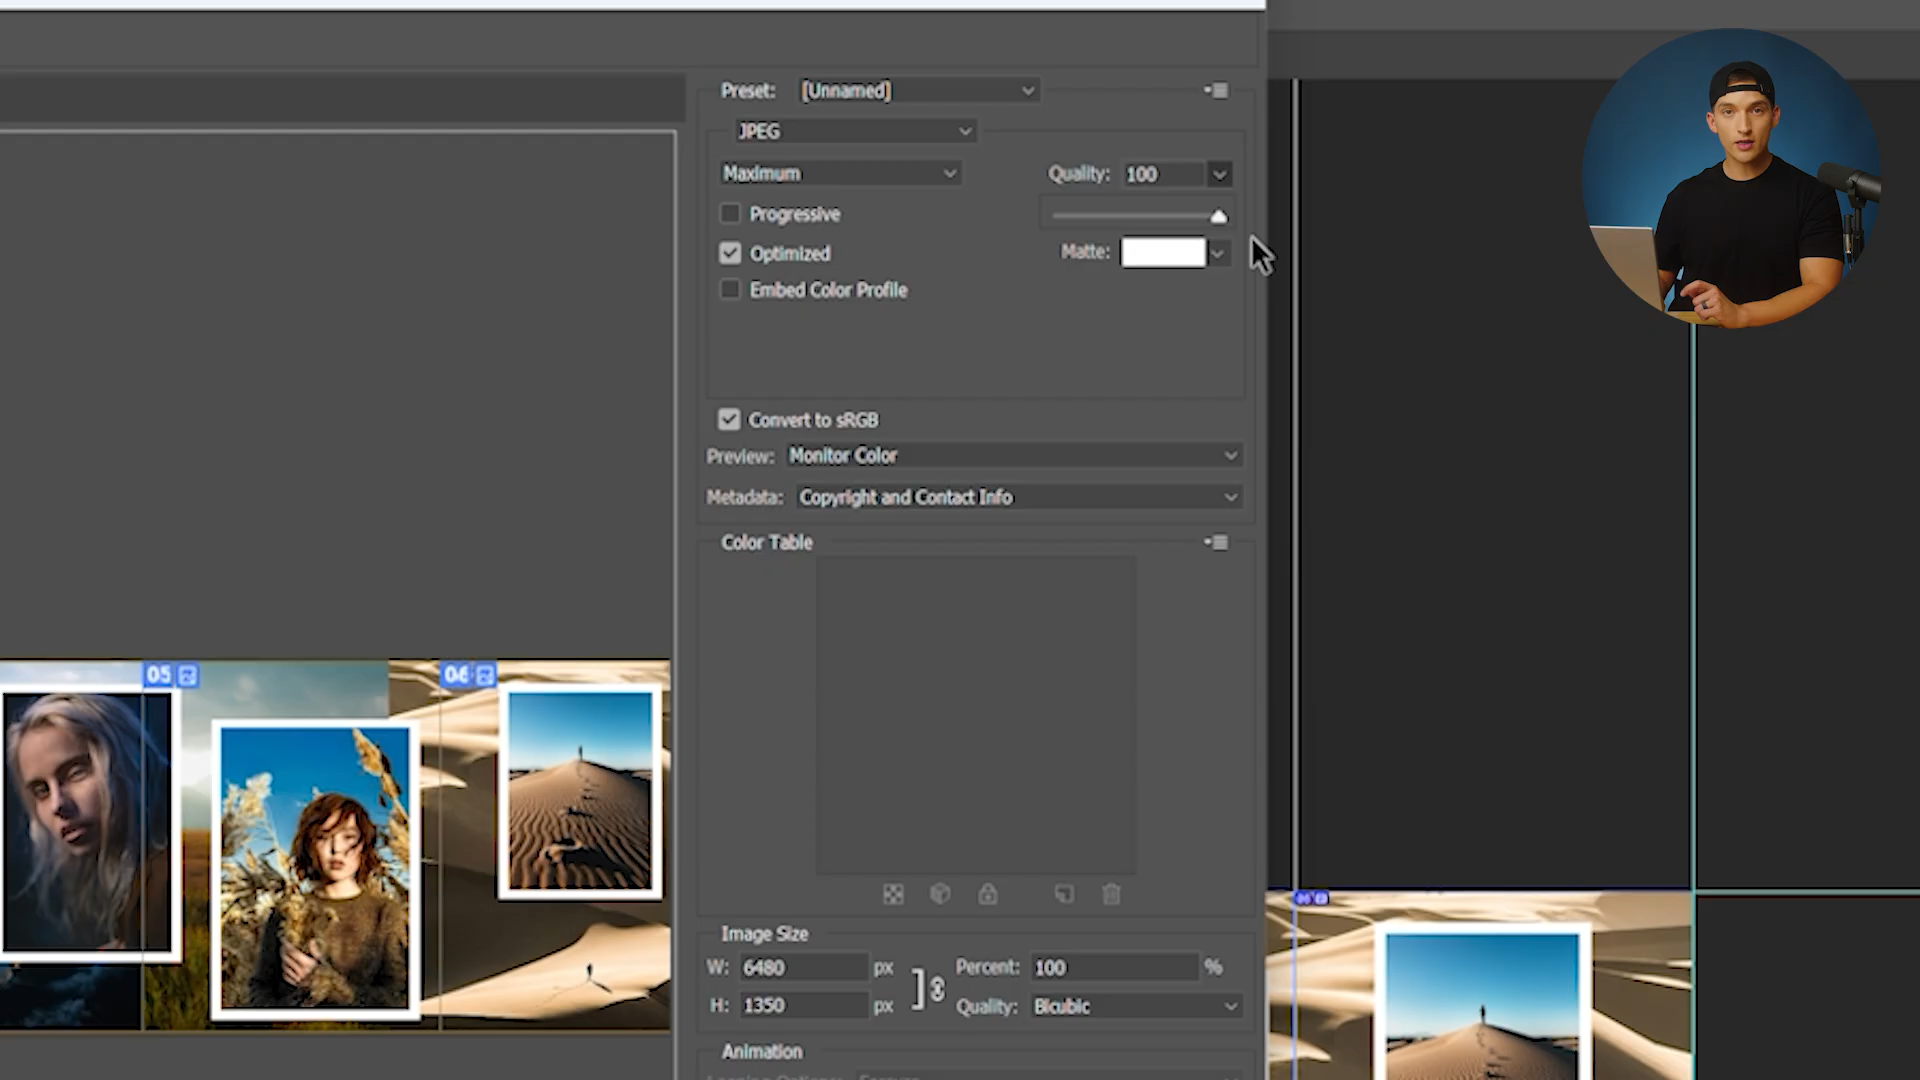 Preset: [Unnamed]
JPEG
Maximum
Quality: 100
Progressive
Optimized
Matte:
Embed Color Profile
Convert to sRGB
Preview: Monitor Color
Metadata: Copyright and Contact Info
Color Table
05
06
Image Size
W: 6480 px
Percent: 100 %
H: 1350 px
Quality: Bicubic
Animation